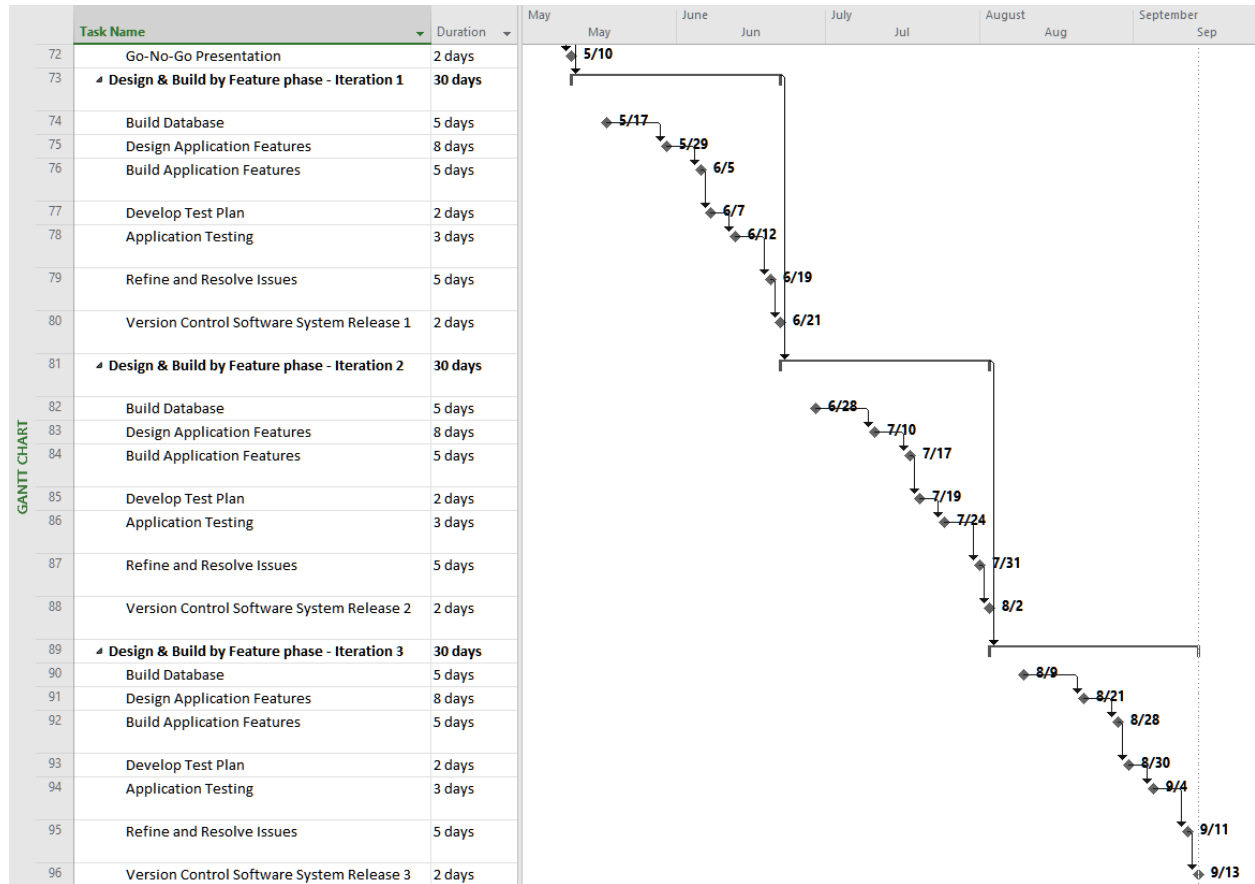 May June July August September
Task Name Duration May Jun Jul Aug Sep
72 Go-No-Go Presentation 2 days 5/10
73 Design & Build by Feature phase - Iteration 1 30 days
74 Build Database 5 days 5/17
75 Design Application Features 8 days 5/29
76 Build Application Features 5 days 6/5
77 Develop Test Plan 2 days 6/7
78 Application Testing 3 days 6/12
79 Refine and Resolve Issues 5 days 6/19
80 Version Control Software System Release 1 2 days 6/21
81 Design & Build by Feature phase - Iteration 2 30 days
82 Build Database 5 days 6/28
83 Design Application Features 8 days 7/10
84 Build Application Features 5 days 7/17
85 Develop Test Plan 2 days 7/19
86 Application Testing 3 days 7/24
87 Refine and Resolve Issues 5 days 7/31
88 Version Control Software System Release 2 2 days 8/2
89 Design & Build by Feature phase - Iteration 3 30 days
90 Build Database 5 days 8/9
91 Design Application Features 8 days 8/21
92 Build Application Features 5 days 8/28
93 Develop Test Plan 2 days 8/30
94 Application Testing 3 days 9/4
95 Refine and Resolve Issues 5 days 9/11
96 Version Control Software System Release 3 2 days 9/13
GANTT CHART